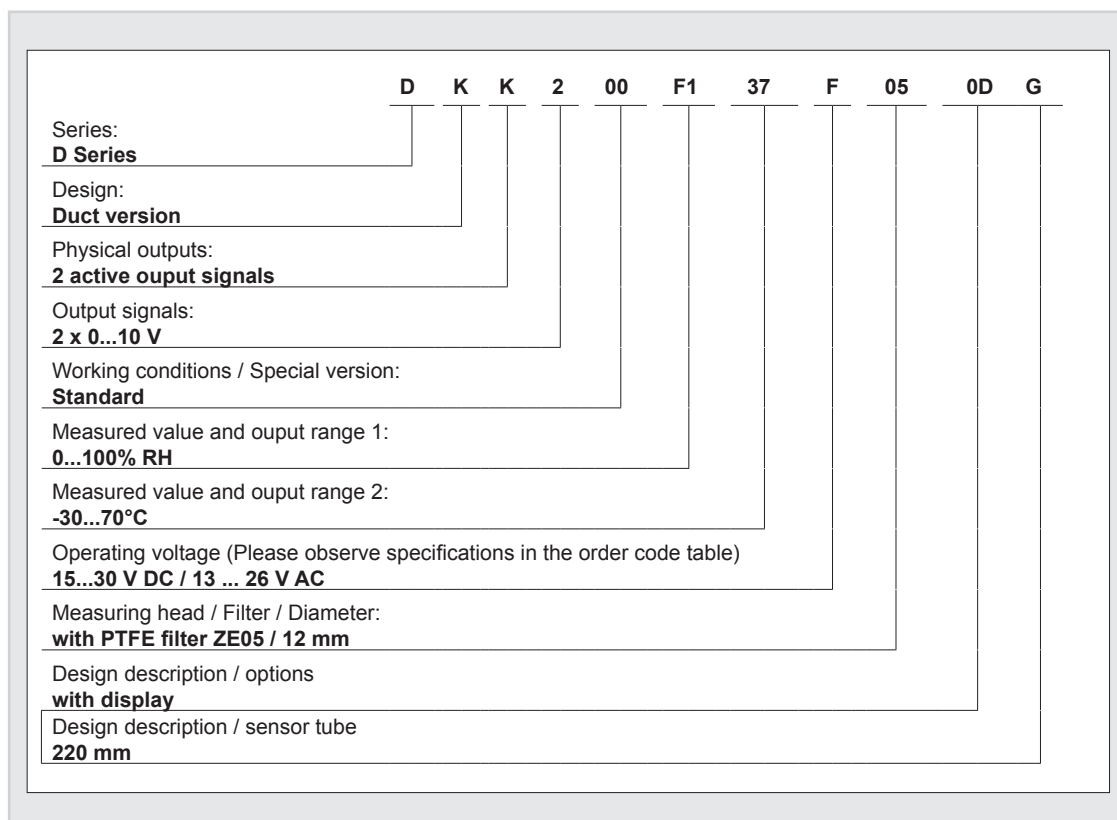 D K K 2 00 F1 37 F 05 0D G
Series:
D Series
Design:
Duct version
Physical outputs:
2 active ouput signals
Output signals:
2 x 0...10 V
Working conditions / Special version:
Standard
Measured value and ouput range 1:
0...100% RH
Measured value and ouput range 2:
-30...70°C
Operating voltage (Please observe specifications in the order code table)
15...30 V DC / 13 ... 26 V AC
Measuring head / Filter / Diameter:
with PTFE filter ZE05 / 12 mm
Design description / options
with display
Design description / sensor tube
220 mm